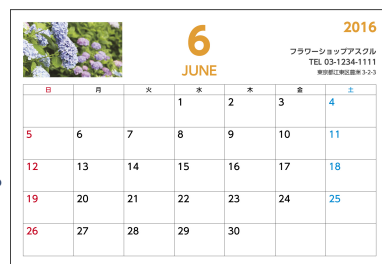 6
JUNE
2016
フラワーショップアスクル
TEL 03-1234-1111
東京都江東区豊洲 3-2-3
日 月 火 水 木 金 土
1 2 3 4
5 6 7 8 9 10 11
12 13 14 15 16 17 18
19 20 21 22 23 24 25
26 27 28 29 30